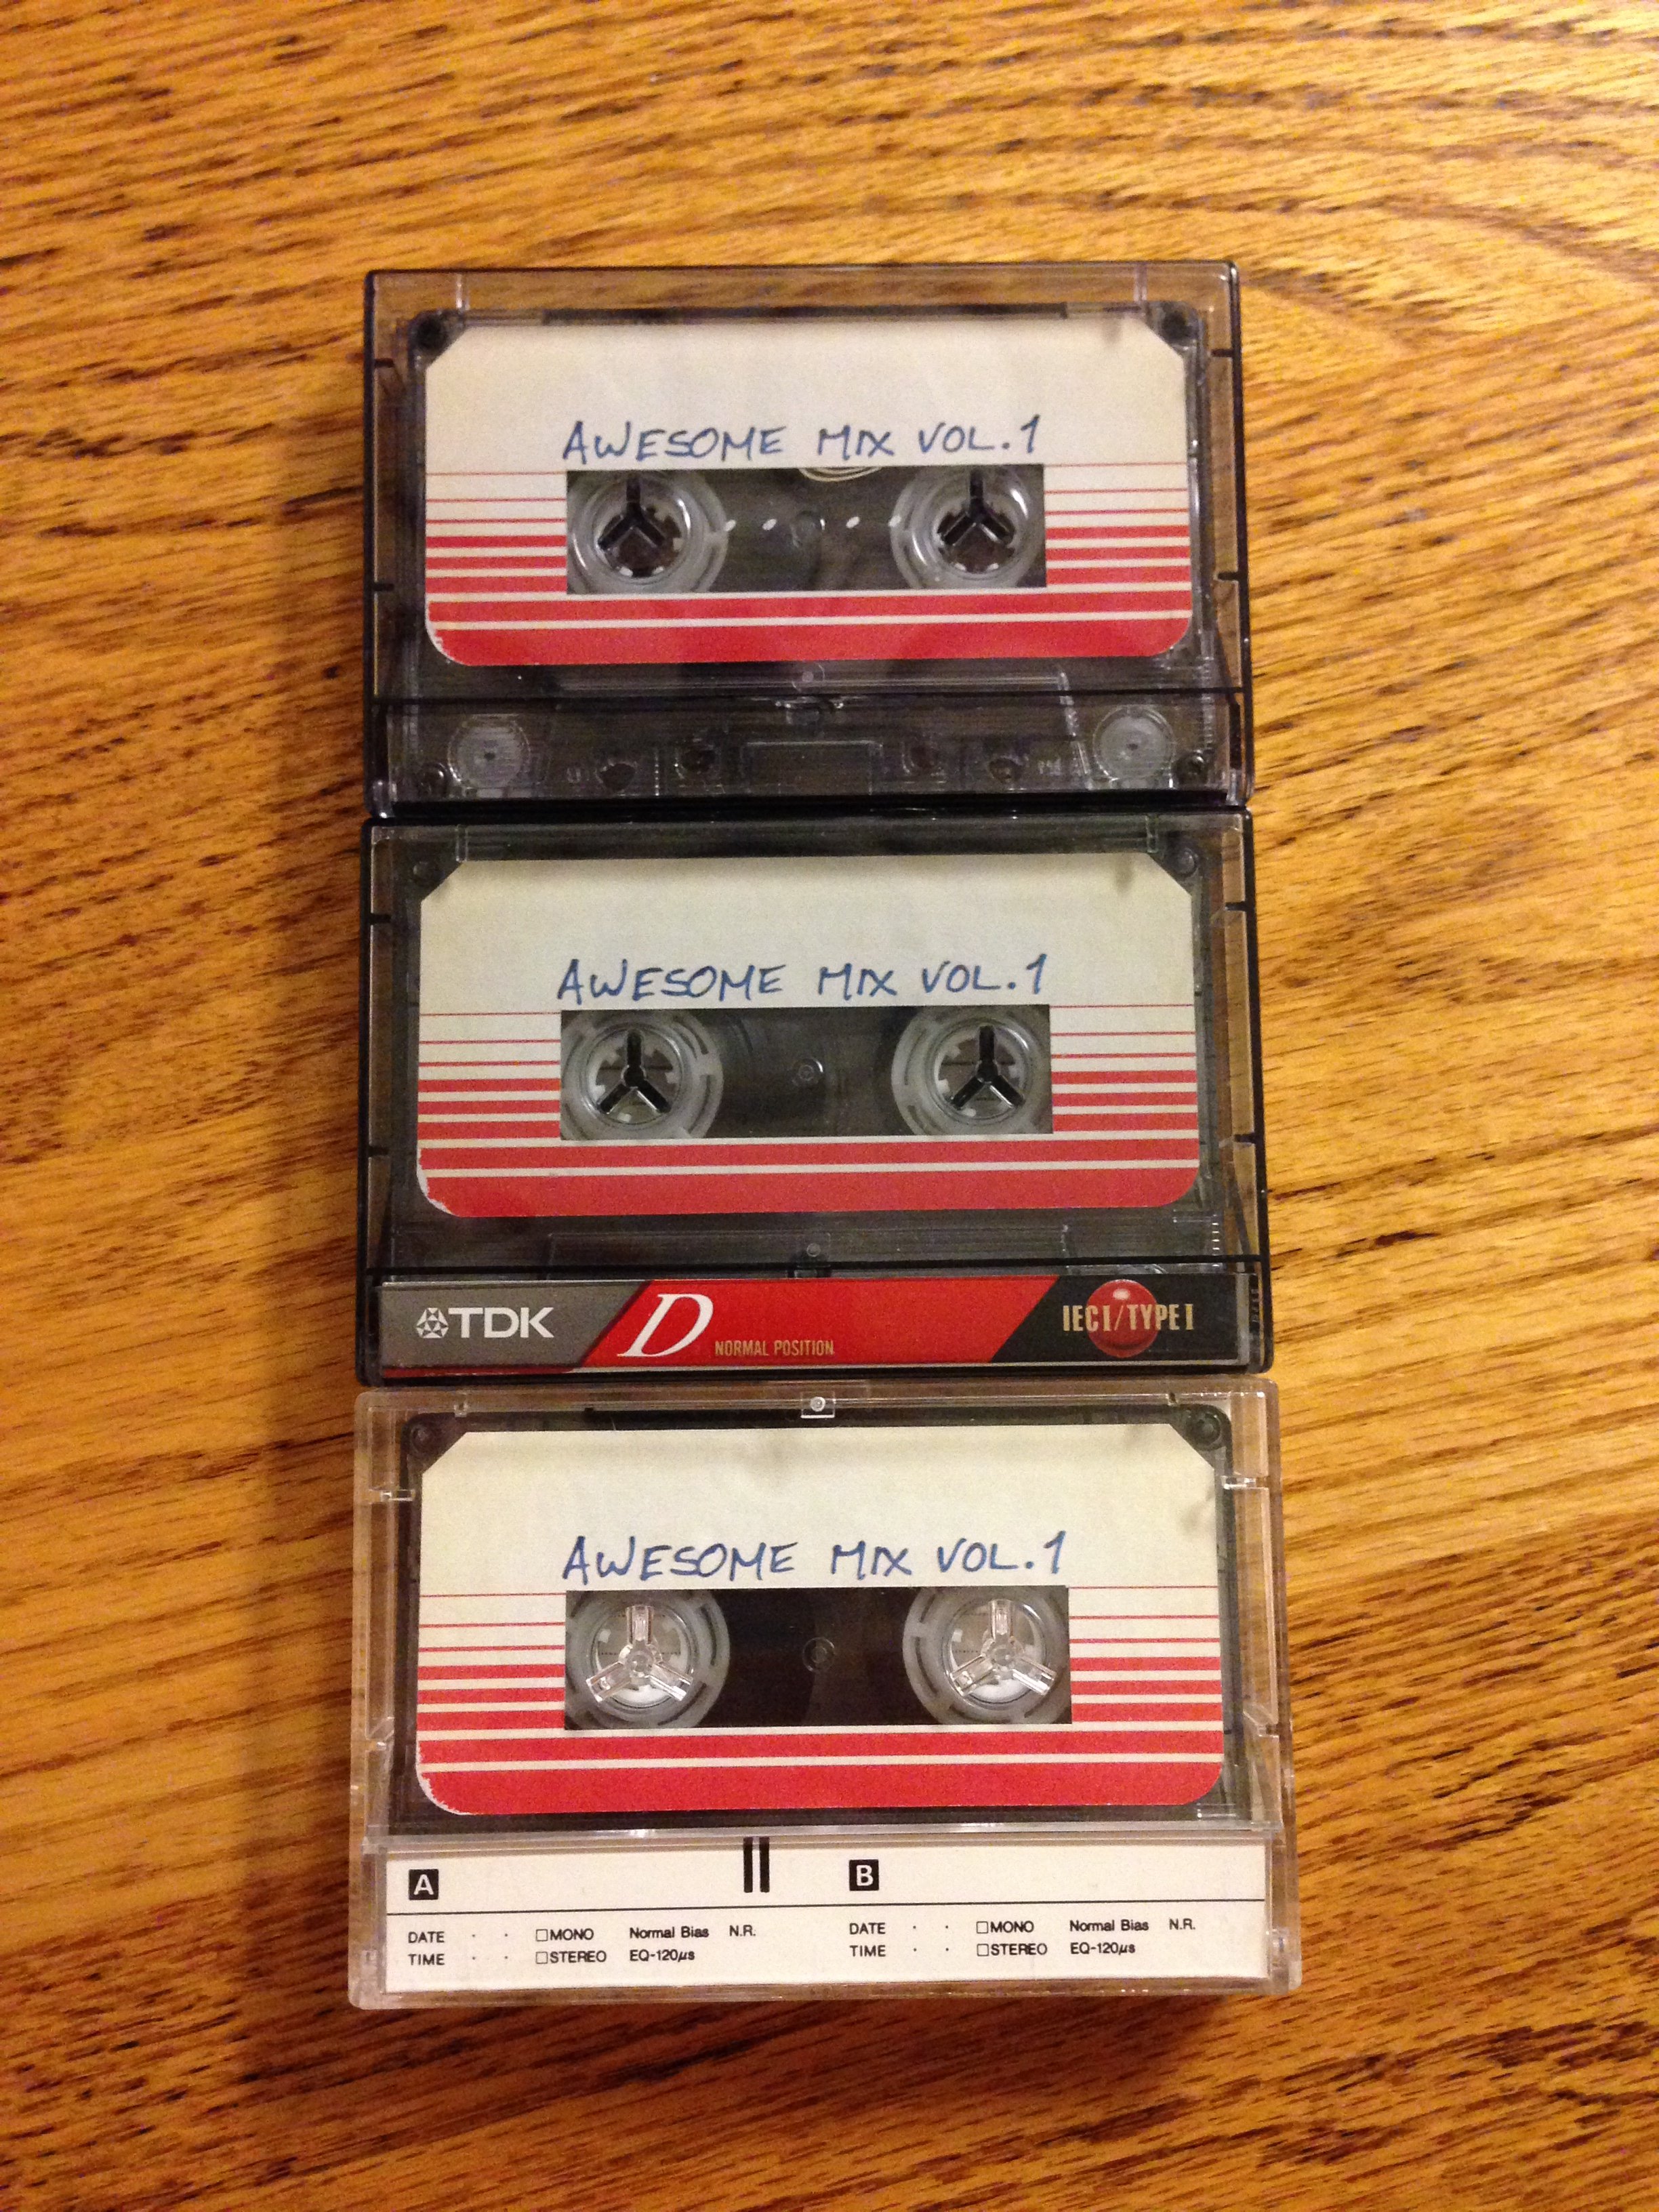 AWESOME MIX VOL.1
AWESOME MIX VOL.1
TDK D NORMAL POSITION IECI/TYPE I
AWESOME MIX VOL.1
A B
DATE · · □MONO Normal Bias N.R. DATE · · □MONO Normal Bias N.R.
TIME · · □STEREO EQ-120µs TIME · · □STEREO EQ-120µs